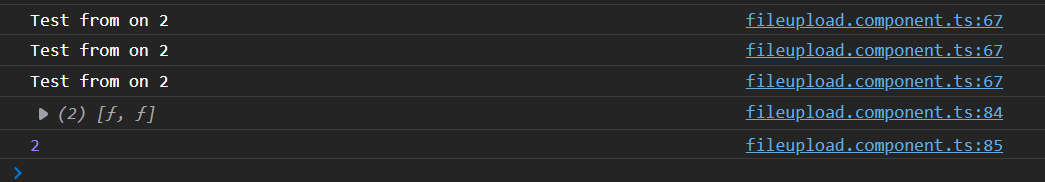 Test from on 2 fileupload.component.ts:67
Test from on 2 fileupload.component.ts:67
Test from on 2 fileupload.component.ts:67
(2) [ƒ, ƒ] fileupload.component.ts:84
2 fileupload.component.ts:85